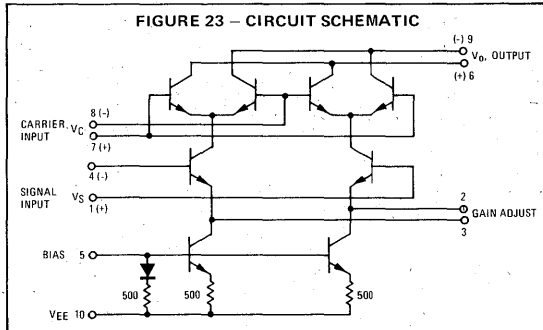 FIGURE 23 – CIRCUIT SCHEMATIC
(-) 9
Vo, OUTPUT
(+) 6
8 (-)
CARRIER VC
INPUT
7 (+)
4 (-)
SIGNAL VS
INPUT
1 (+)
2
GAIN ADJUST
3
BIAS 5
500
500
500
VEE 10